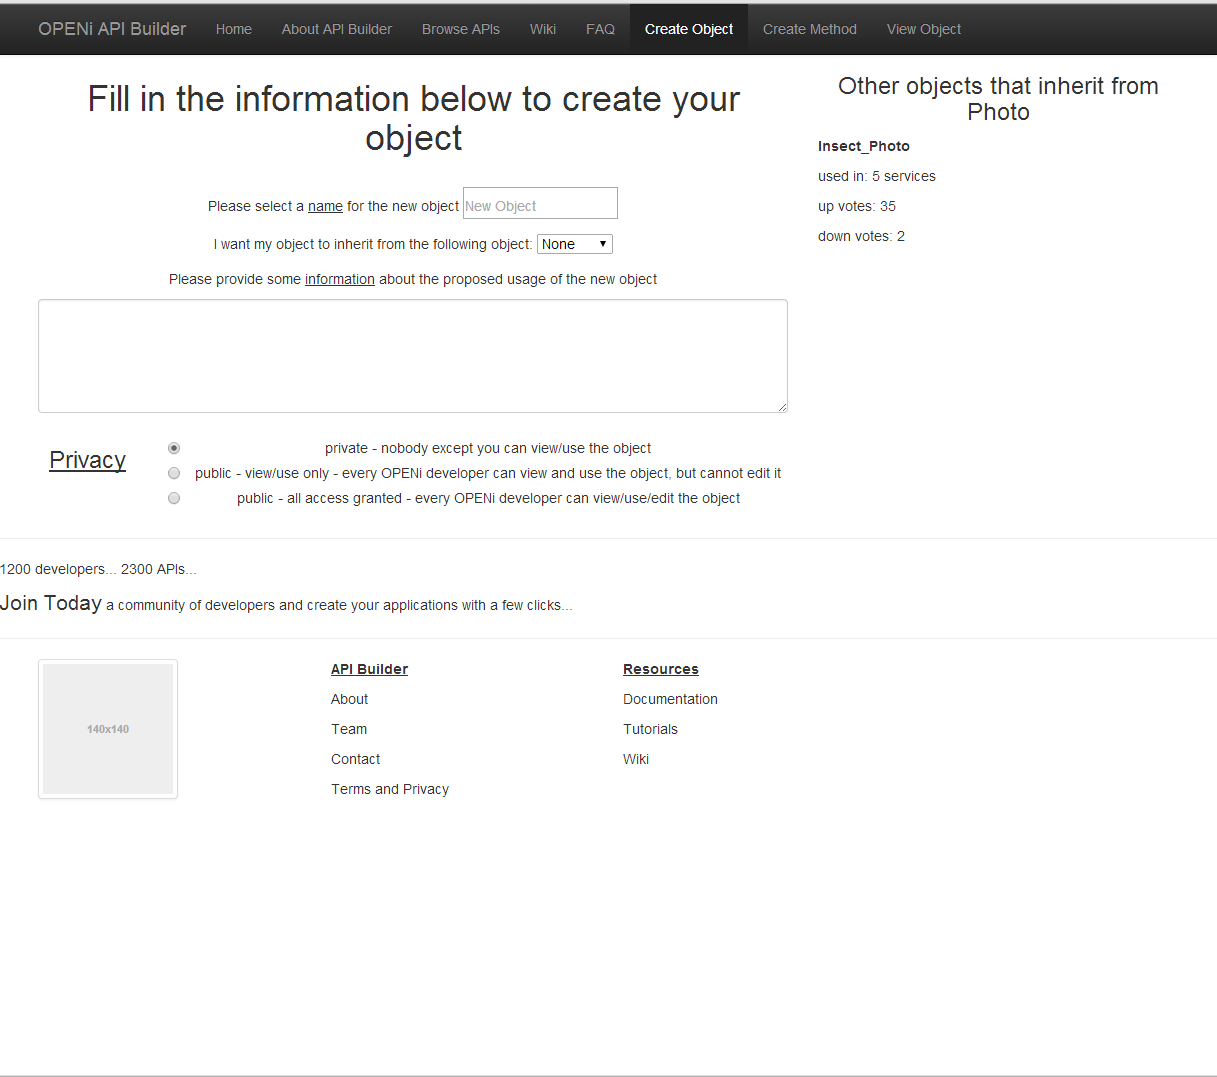 OPENi API Builder Home About API Builder Browse APIs Wiki FAQ Create Object Create Method View Object
Fill in the information below to create your
object
Please select a name for the new object New Object
I want my object to inherit from the following object: None
Please provide some information about the proposed usage of the new object
Privacy
private - nobody except you can view/use the object
public - view/use only - every OPENi developer can view and use the object, but cannot edit it
public - all access granted - every OPENi developer can view/use/edit the object
Other objects that inherit from
Photo
Insect_Photo
used in: 5 services
up votes: 35
down votes: 2
1200 developers... 2300 APIs...
Join Today a community of developers and create your applications with a few clicks...
140x140
API Builder
About
Team
Contact
Terms and Privacy
Resources
Documentation
Tutorials
Wiki